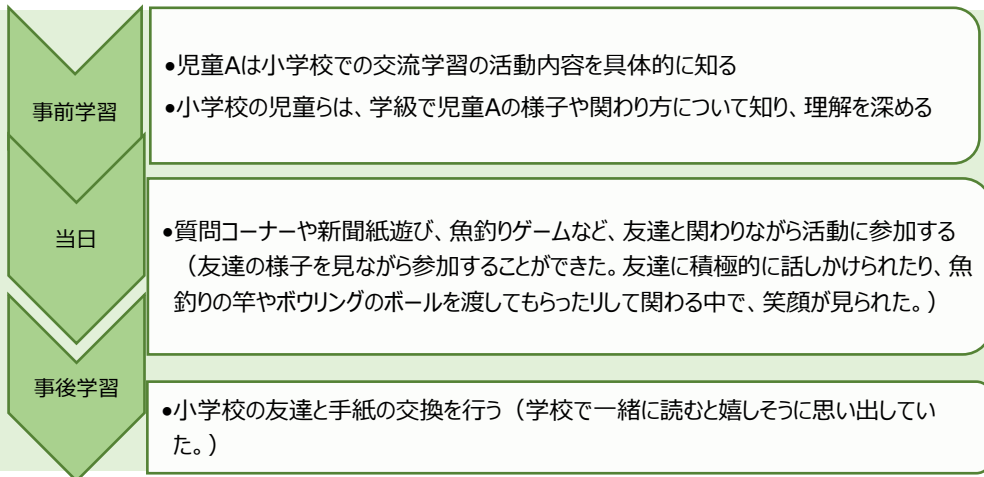 事前学習
•児童Aは小学校での交流学習の活動内容を具体的に知る
•小学校の児童らは、学級で児童Aの様子や関わり方について知り、理解を深める
当日
•質問コーナーや新聞紙遊び、魚釣りゲームなど、友達と関わりながら活動に参加する
（友達の様子を見ながら参加することができた。友達に積極的に話しかけられたり、魚
釣りの竿やボウリングのボールを渡してもらったりして関わる中で、笑顔が見られた。）
事後学習
•小学校の友達と手紙の交換を行う（学校で一緒に読むと嬉しそうに思い出してい
た。）